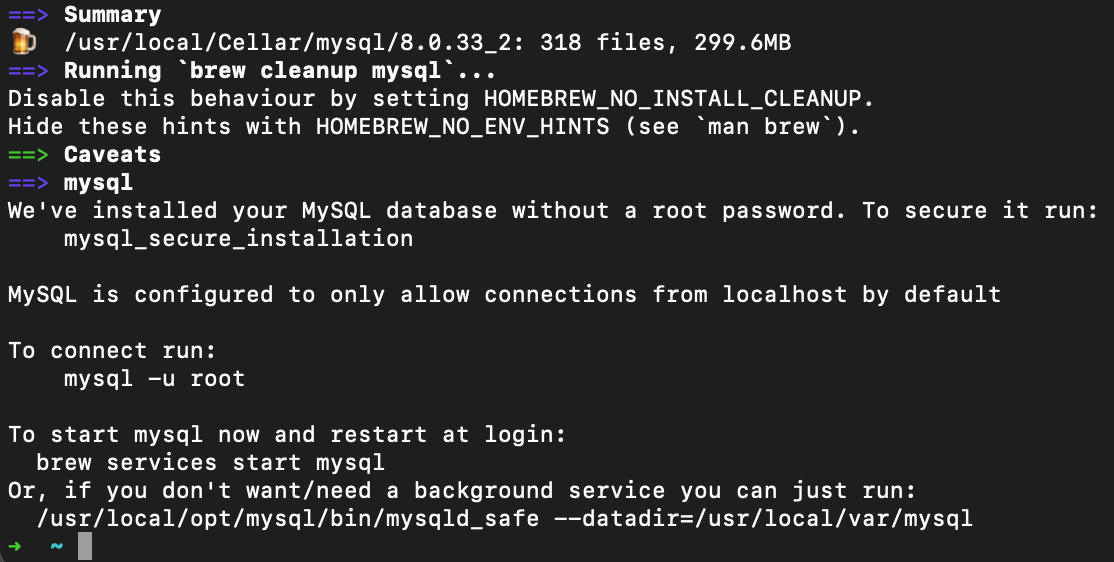 ==> Summary
🍺  /usr/local/Cellar/mysql/8.0.33_2: 318 files, 299.6MB
==> Running `brew cleanup mysql`...
Disable this behaviour by setting HOMEBREW_NO_INSTALL_CLEANUP.
Hide these hints with HOMEBREW_NO_ENV_HINTS (see `man brew`).
==> Caveats
==> mysql
We've installed your MySQL database without a root password. To secure it run:
    mysql_secure_installation

MySQL is configured to only allow connections from localhost by default

To connect run:
    mysql -u root

To start mysql now and restart at login:
  brew services start mysql
Or, if you don't want/need a background service you can just run:
  /usr/local/opt/mysql/bin/mysqld_safe --datadir=/usr/local/var/mysql
➜  ~